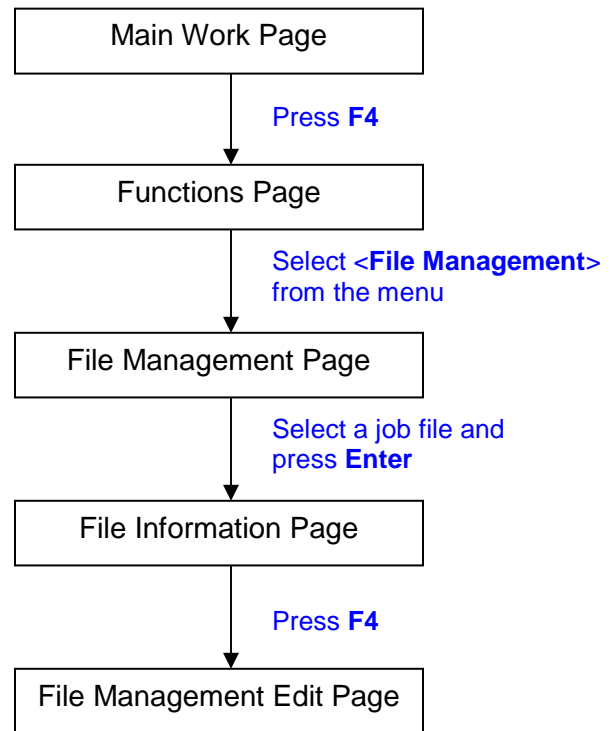 Main Work Page
Press F4
Functions Page
Select <File Management>
from the menu
File Management Page
Select a job file and
press Enter
File Information Page
Press F4
File Management Edit Page